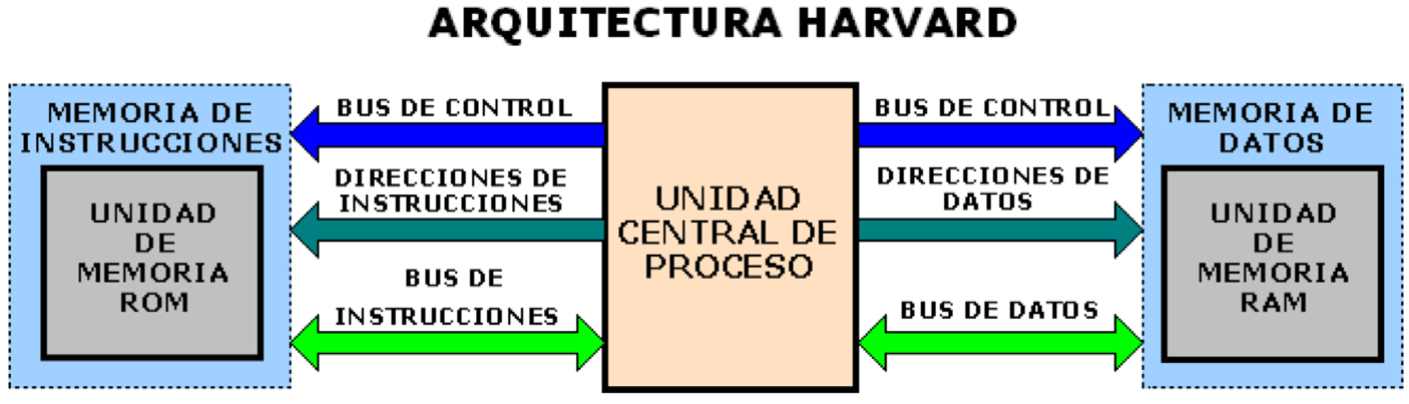 ARQUITECTURA HARVARD
MEMORIA DE
INSTRUCCIONES
UNIDAD
DE
MEMORIA
ROM
BUS DE CONTROL
DIRECCIONES DE
INSTRUCCIONES
BUS DE
INSTRUCCIONES
UNIDAD
CENTRAL DE
PROCESO
BUS DE CONTROL
DIRECCIONES DE
DATOS
BUS DE DATOS
MEMORIA DE
DATOS
UNIDAD
DE
MEMORIA
RAM